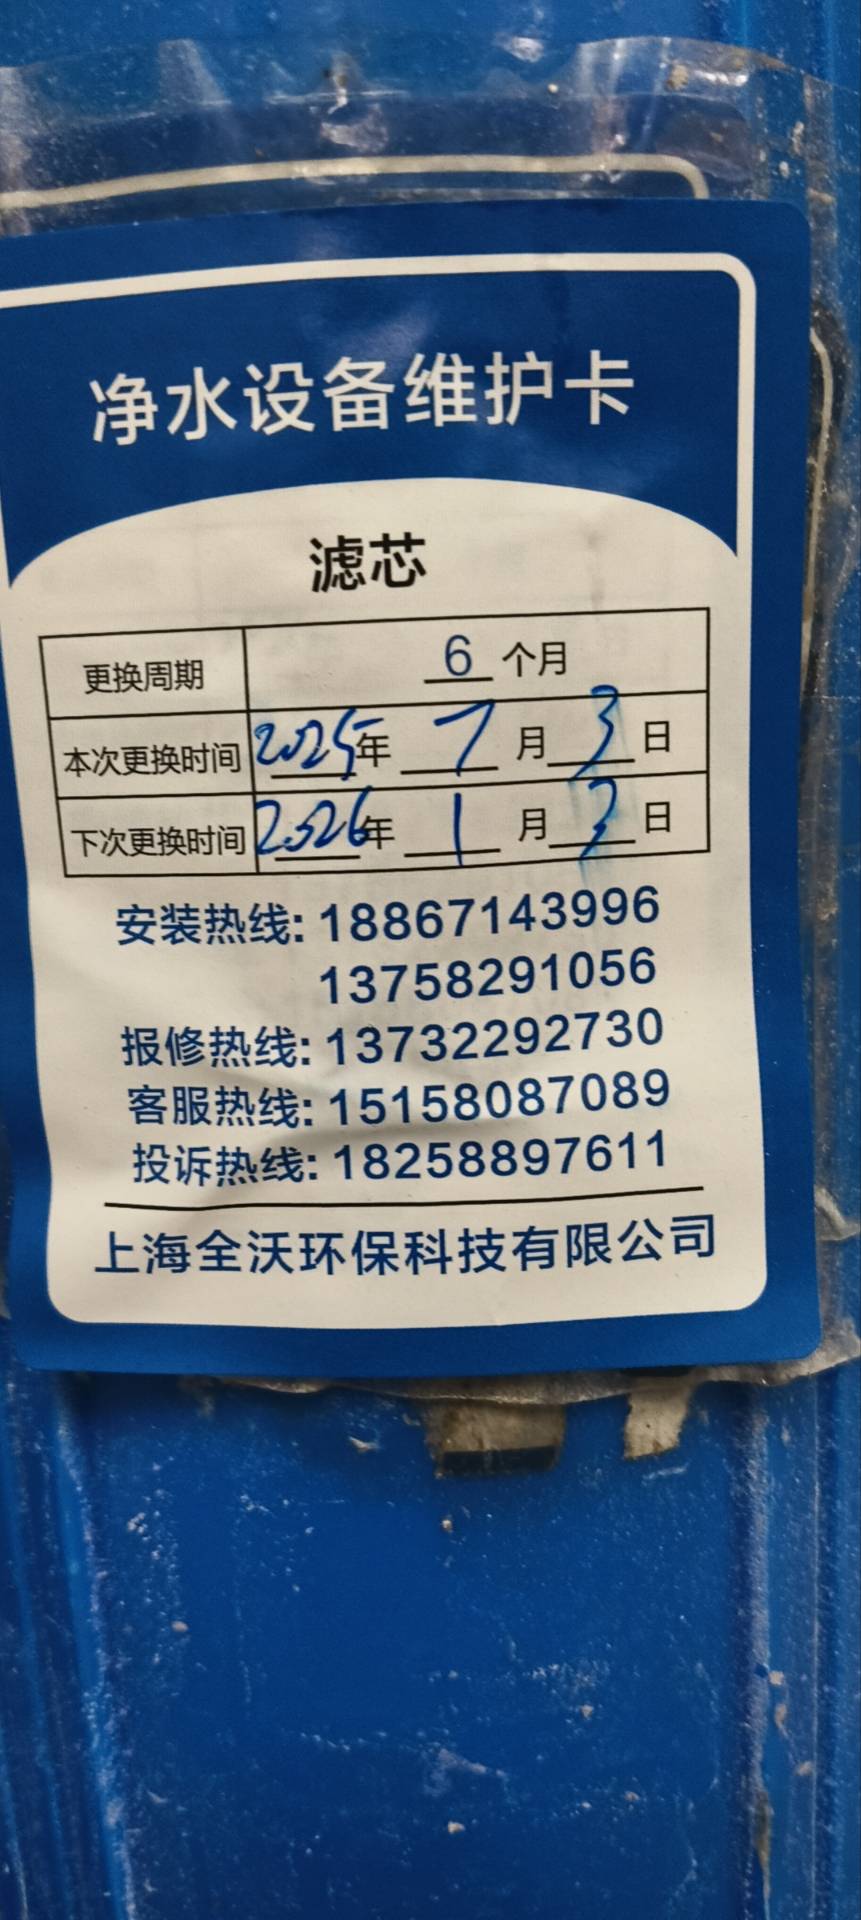 净水设备维护卡
滤芯
更换周期 6 个月
本次更换时间 2025年 7 月 3 日
下次更换时间 2026年 1 月 2 日
安装热线: 18867143996
13758291056
报修热线: 13732292730
客服热线: 15158087089
投诉热线: 18258897611
上海全沃环保科技有限公司